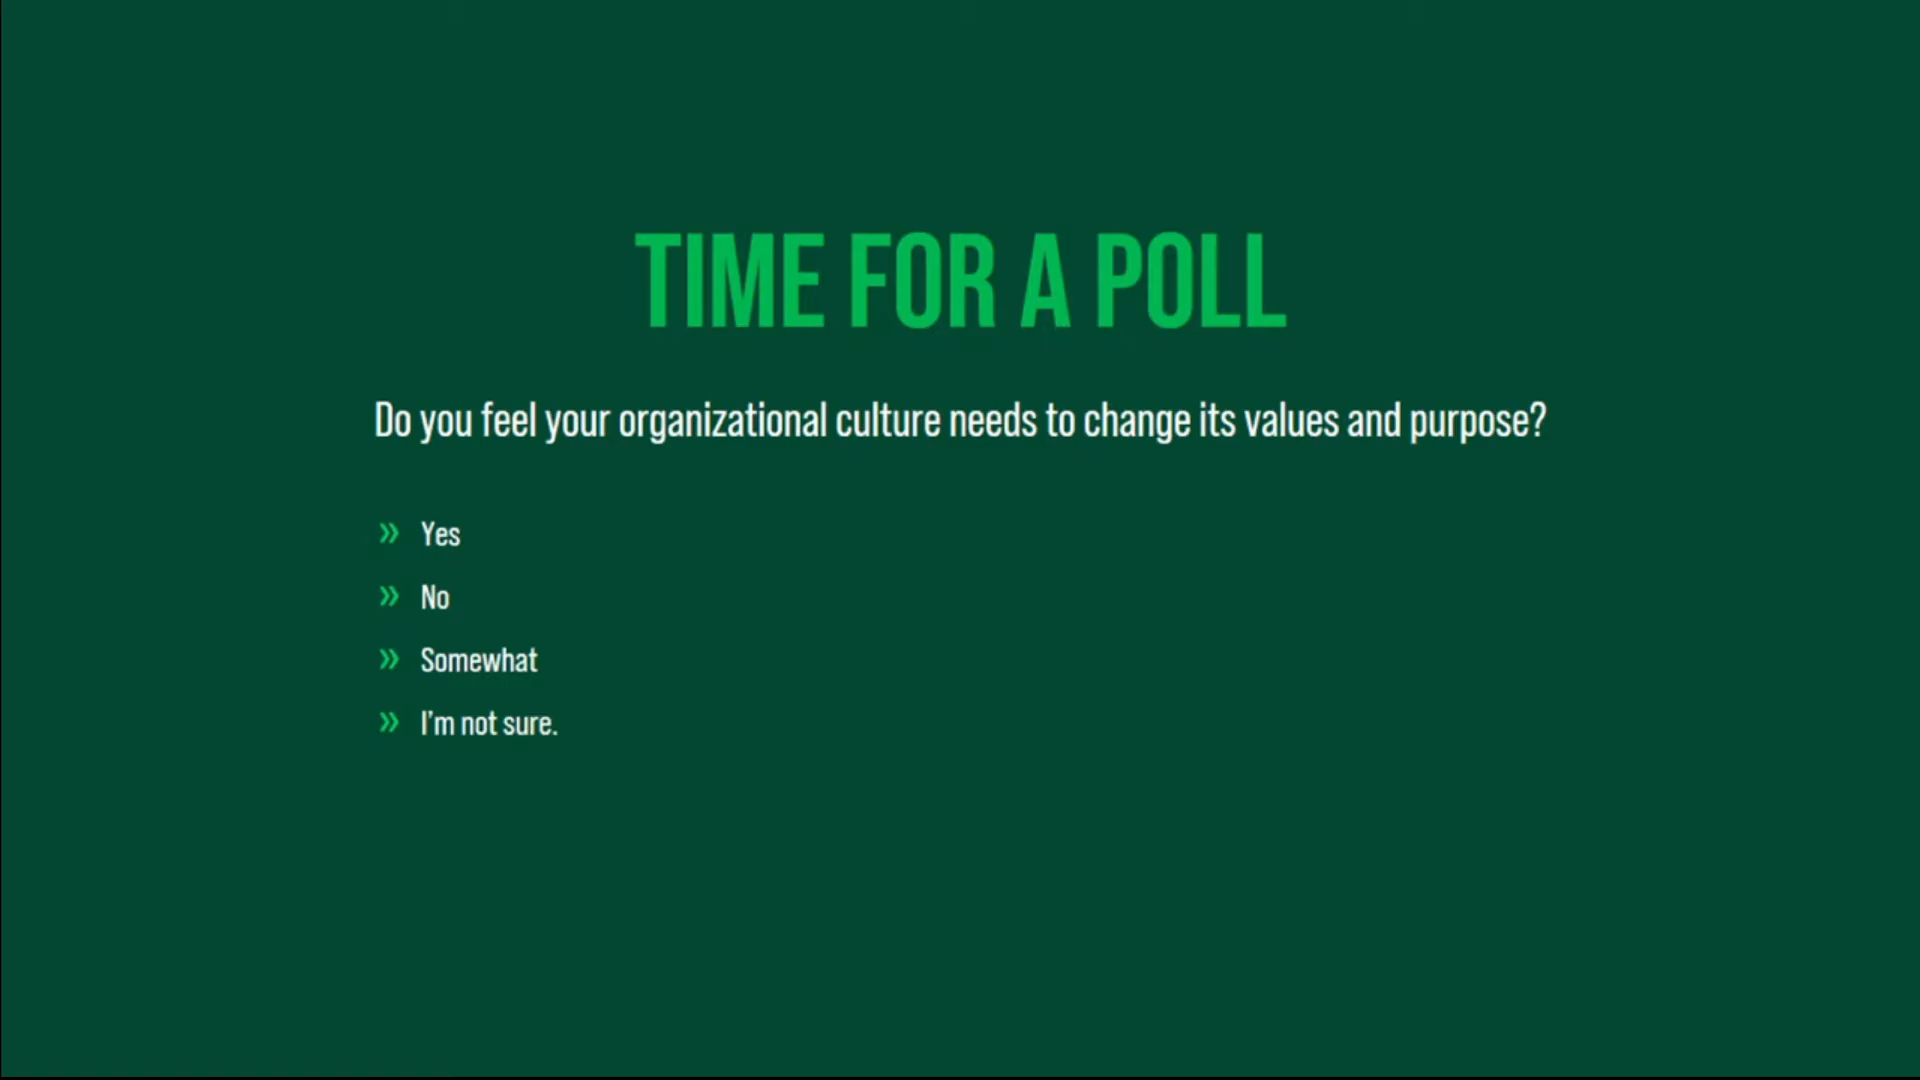 TIME FOR A POLL
Do you feel your organizational culture needs to change its values and purpose?
» Yes
» No
» Somewhat
» I'm not sure.